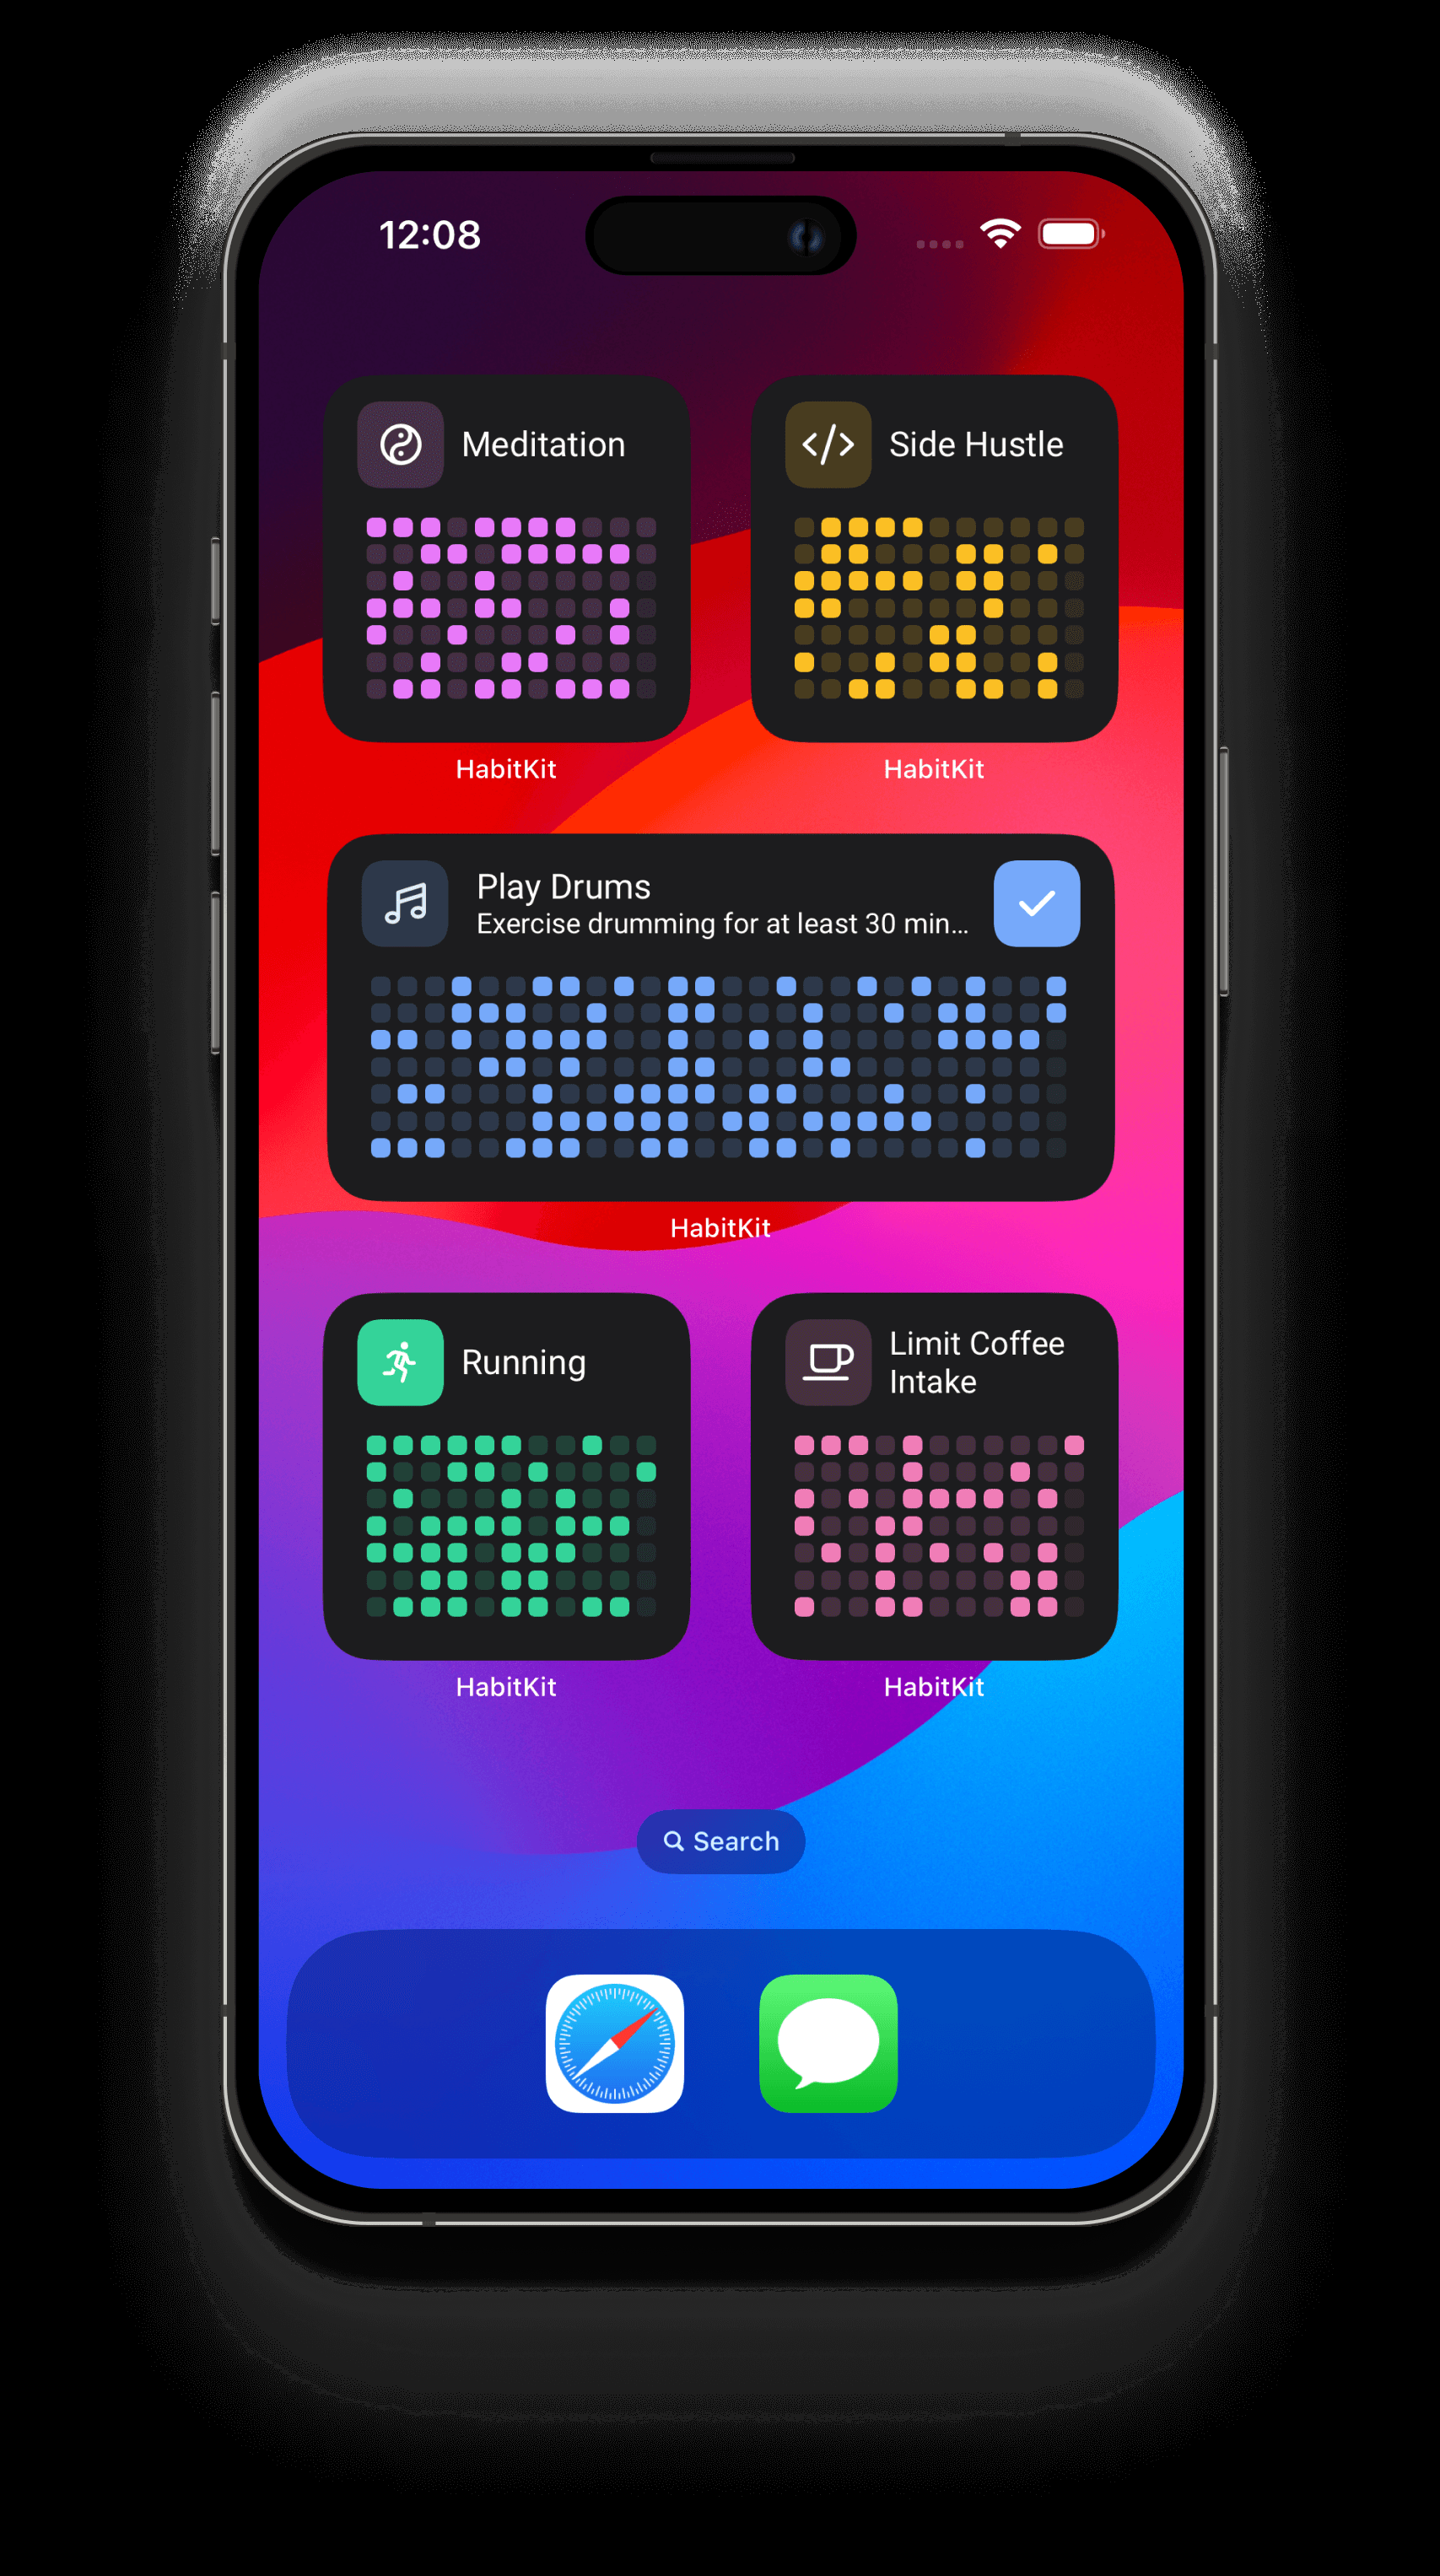 12:08
Meditation
Side Hustle
HabitKit
HabitKit
Play Drums
Exercise drumming for at least 30 min...
HabitKit
Running
Limit Coffee
Intake
HabitKit
HabitKit
Search